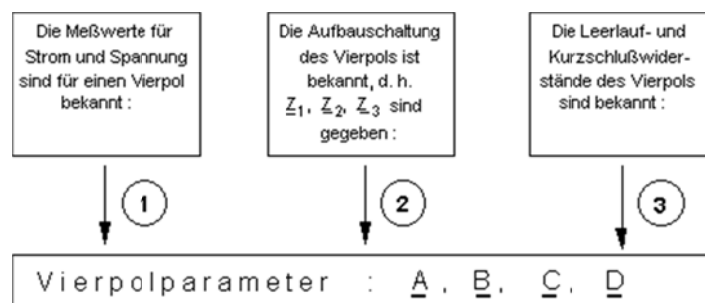 Die Meßwerte für
Strom und Spannung
sind für einen Vierpol
bekannt :
Die Aufbauschaltung
des Vierpols ist
bekannt, d. h.
Z1, Z2, Z3 sind
gegeben :
Die Leerlauf- und
Kurzschlußwider-
stände des Vierpols
sind bekannt :
1
2
3
Vierpolparameter : A, B, C, D